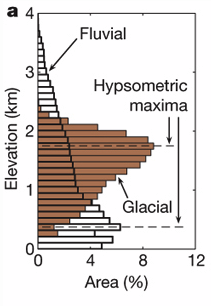 a
4
Fluvial
3
Hypsometric
maxima
Elevation (km)
2
1
Glacial
0
0 4 8 12
Area (%)